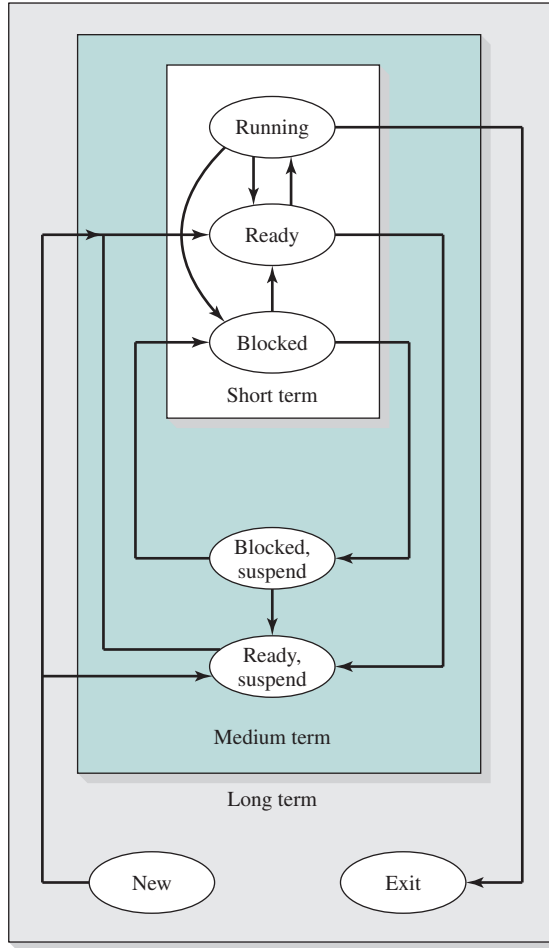 Running
Ready
Blocked
Short term
Blocked,
suspend
Ready,
suspend
Medium term
Long term
New
Exit